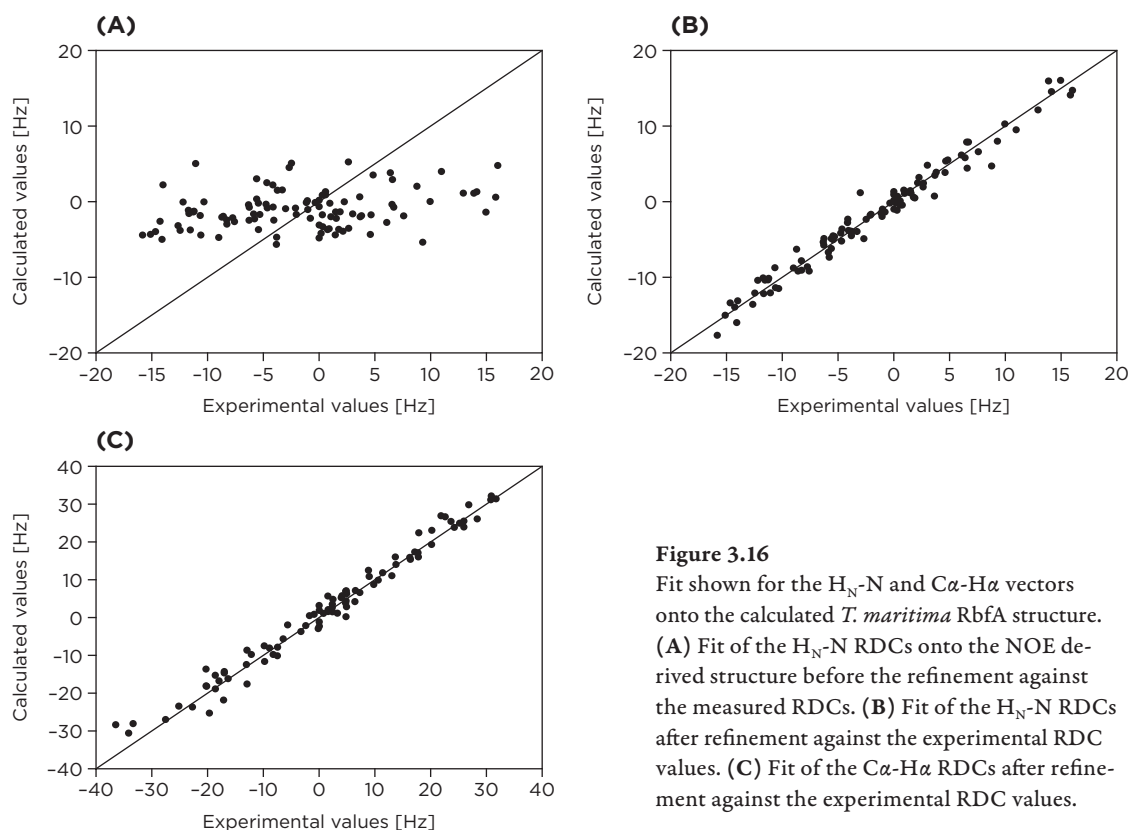 (A)
20
10
0
−10
−20
−20
−15
−10
−5
0
5
10
15
20
Calculated values [Hz]
Experimental values [Hz]
(B)
20
10
0
−10
−20
−20
−15
−10
−5
0
5
10
15
20
Calculated values [Hz]
Experimental values [Hz]
(C)
40
30
20
10
0
−10
−20
−30
−40
−40
−30
−20
−10
0
10
20
30
40
Calculated values [Hz]
Experimental values [Hz]
Figure 3.16
Fit shown for the H_N-N and Cα-Hα vectors
onto the calculated T. maritima RbfA structure.
(A) Fit of the H_N-N RDCs onto the NOE de-
rived structure before the refinement against
the measured RDCs. (B) Fit of the H_N-N RDCs
after refinement against the experimental RDC
values. (C) Fit of the Cα-Hα RDCs after refine-
ment against the experimental RDC values.